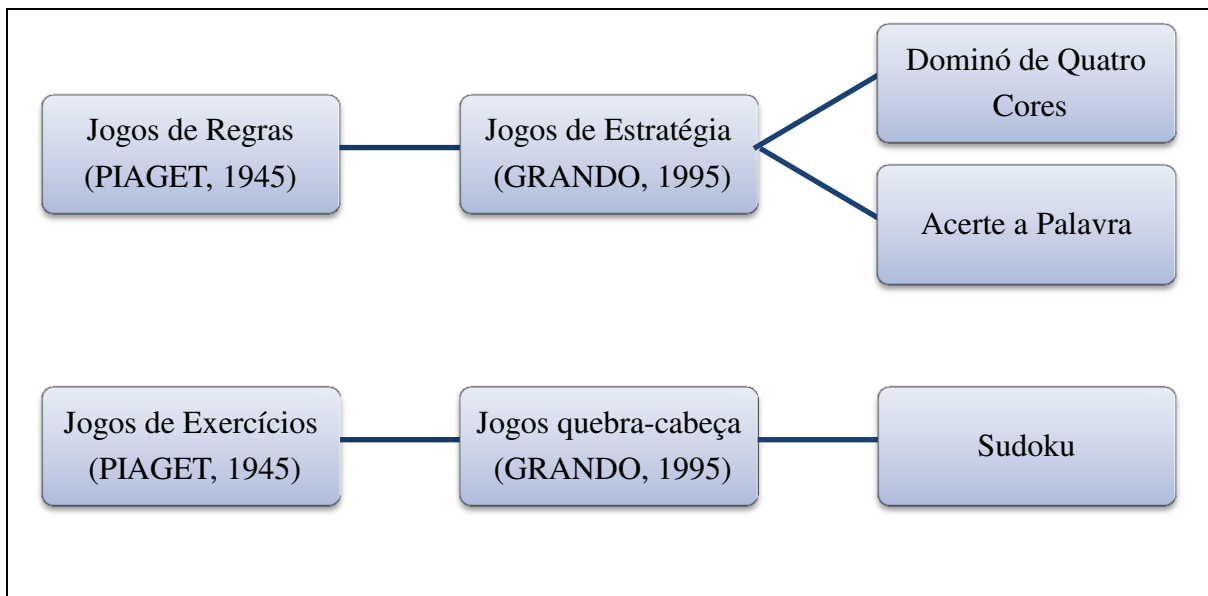 Jogos de Regras
(PIAGET, 1945)
Jogos de Estratégia
(GRANDO, 1995)
Dominó de Quatro
Cores
Acerte a Palavra
Jogos de Exercícios
(PIAGET, 1945)
Jogos quebra-cabeça
(GRANDO, 1995)
Sudoku